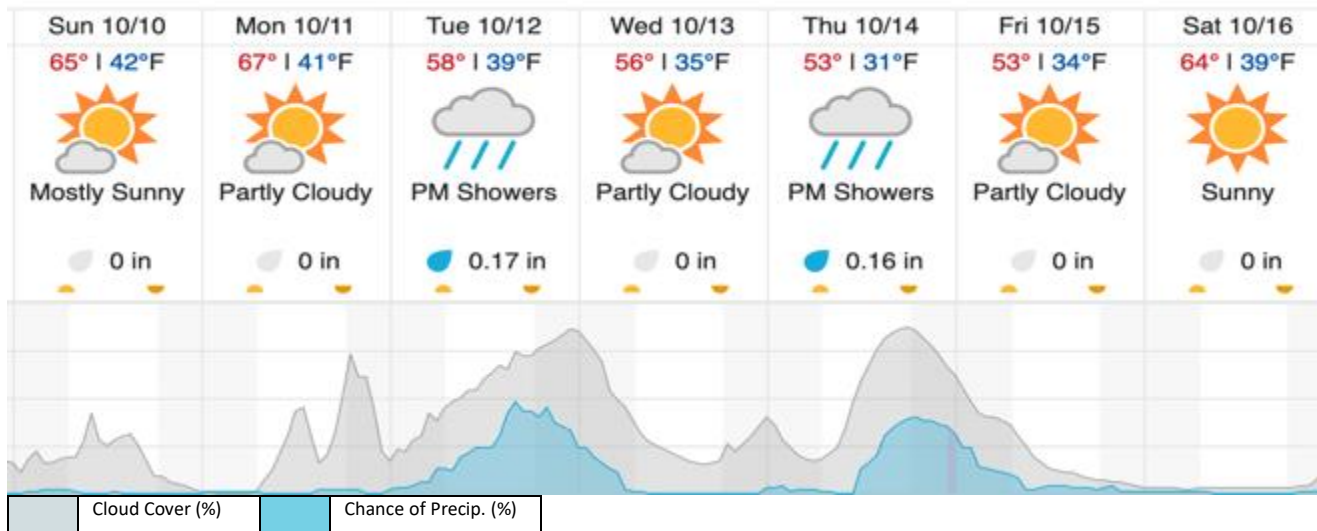 Sun 10/10 Mon 10/11 Tue 10/12 Wed 10/13 Thu 10/14 Fri 10/15 Sat 10/16
65° | 42°F 67° | 41°F 58° | 39°F 56° | 35°F 53° | 31°F 53° | 34°F 64° | 39°F
Mostly Sunny Partly Cloudy PM Showers Partly Cloudy PM Showers Partly Cloudy Sunny
0 in 0 in 0.17 in 0 in 0.16 in 0 in 0 in
Cloud Cover (%) Chance of Precip. (%)